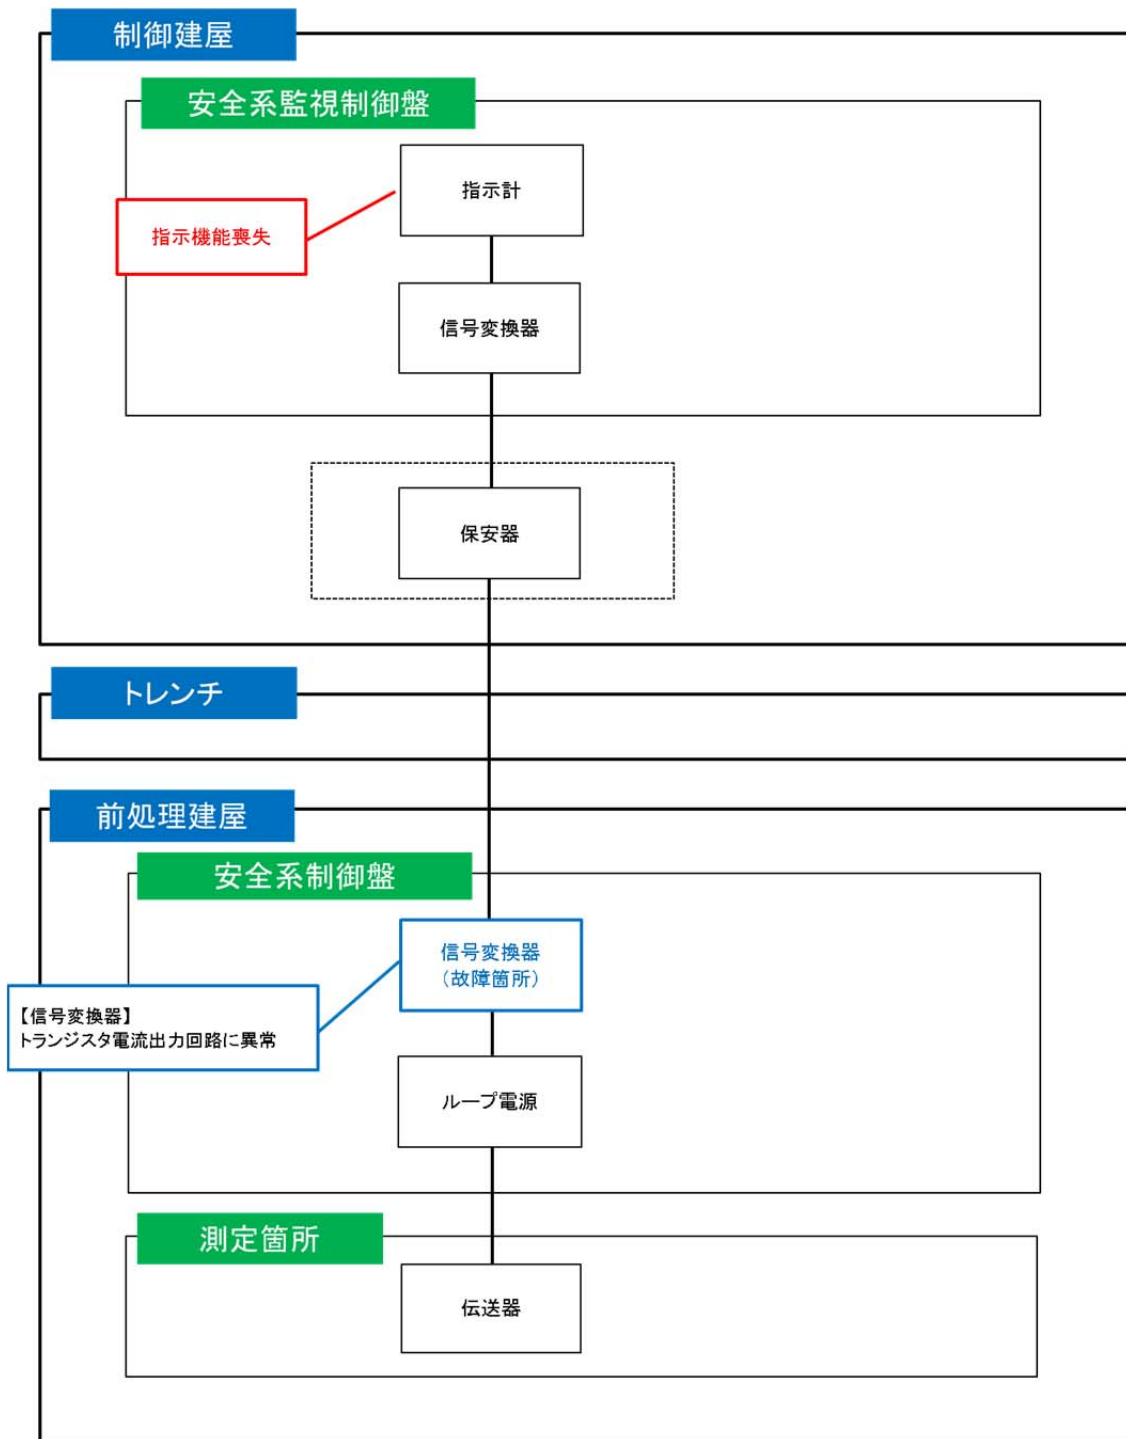 制御建屋
安全系監視制御盤
指示計
指示機能喪失
信号変換器
保安器
トレンチ
前処理建屋
安全系制御盤
信号変換器
（故障箇所）
【信号変換器】
トランジスタ電流出力回路に異常
ループ電源
測定箇所
伝送器